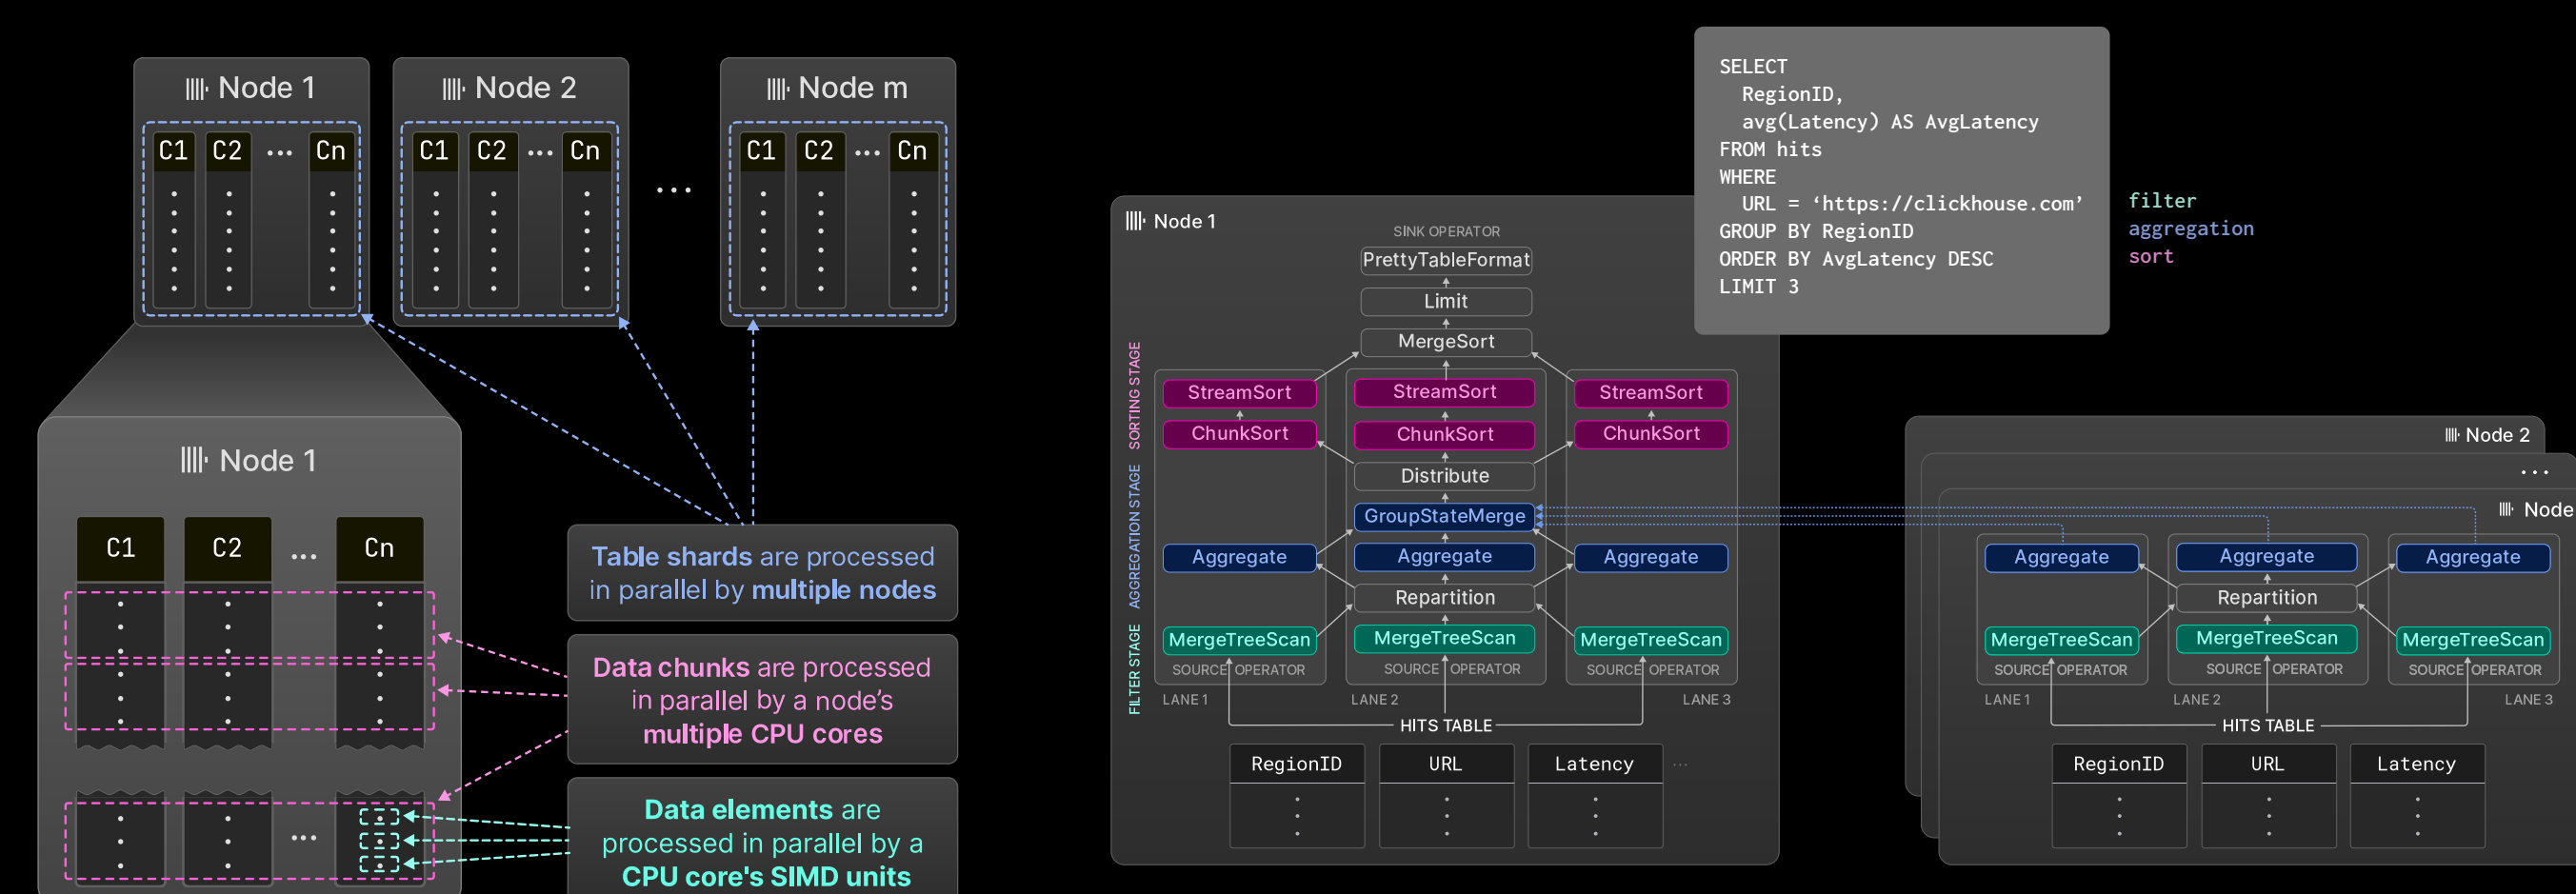 Node 1
C1 C2 ... Cn
Node 2
C1 C2 ... Cn
...
Node m
C1 C2 ... Cn
Node 1
C1 C2 ... Cn
...
Table shards are processed
in parallel by multiple nodes
Data chunks are processed
in parallel by a node’s
multiple CPU cores
Data elements are
processed in parallel by a
CPU core's SIMD units
SELECT
RegionID,
avg(Latency) AS AvgLatency
FROM hits
WHERE
URL = ‘https://clickhouse.com’
GROUP BY RegionID
ORDER BY AvgLatency DESC
LIMIT 3
filter
aggregation
sort
Node 1
SINK OPERATOR
PrettyTableFormat
Limit
MergeSort
SORTING STAGE
StreamSort StreamSort StreamSort
ChunkSort ChunkSort ChunkSort
Distribute
AGGREGATION STAGE
GroupStateMerge
Aggregate Aggregate Aggregate
Repartition
FILTER STAGE
MergeTreeScan MergeTreeScan MergeTreeScan
SOURCE OPERATOR SOURCE OPERATOR SOURCE OPERATOR
LANE 1 LANE 2 LANE 3
HITS TABLE
RegionID URL Latency ...
Node 2
...
Node
Aggregate Aggregate Aggregate
Repartition
MergeTreeScan MergeTreeScan MergeTreeScan
SOURCE OPERATOR SOURCE OPERATOR SOURCE OPERATOR
LANE 1 LANE 2 LANE 3
HITS TABLE
RegionID URL Latency